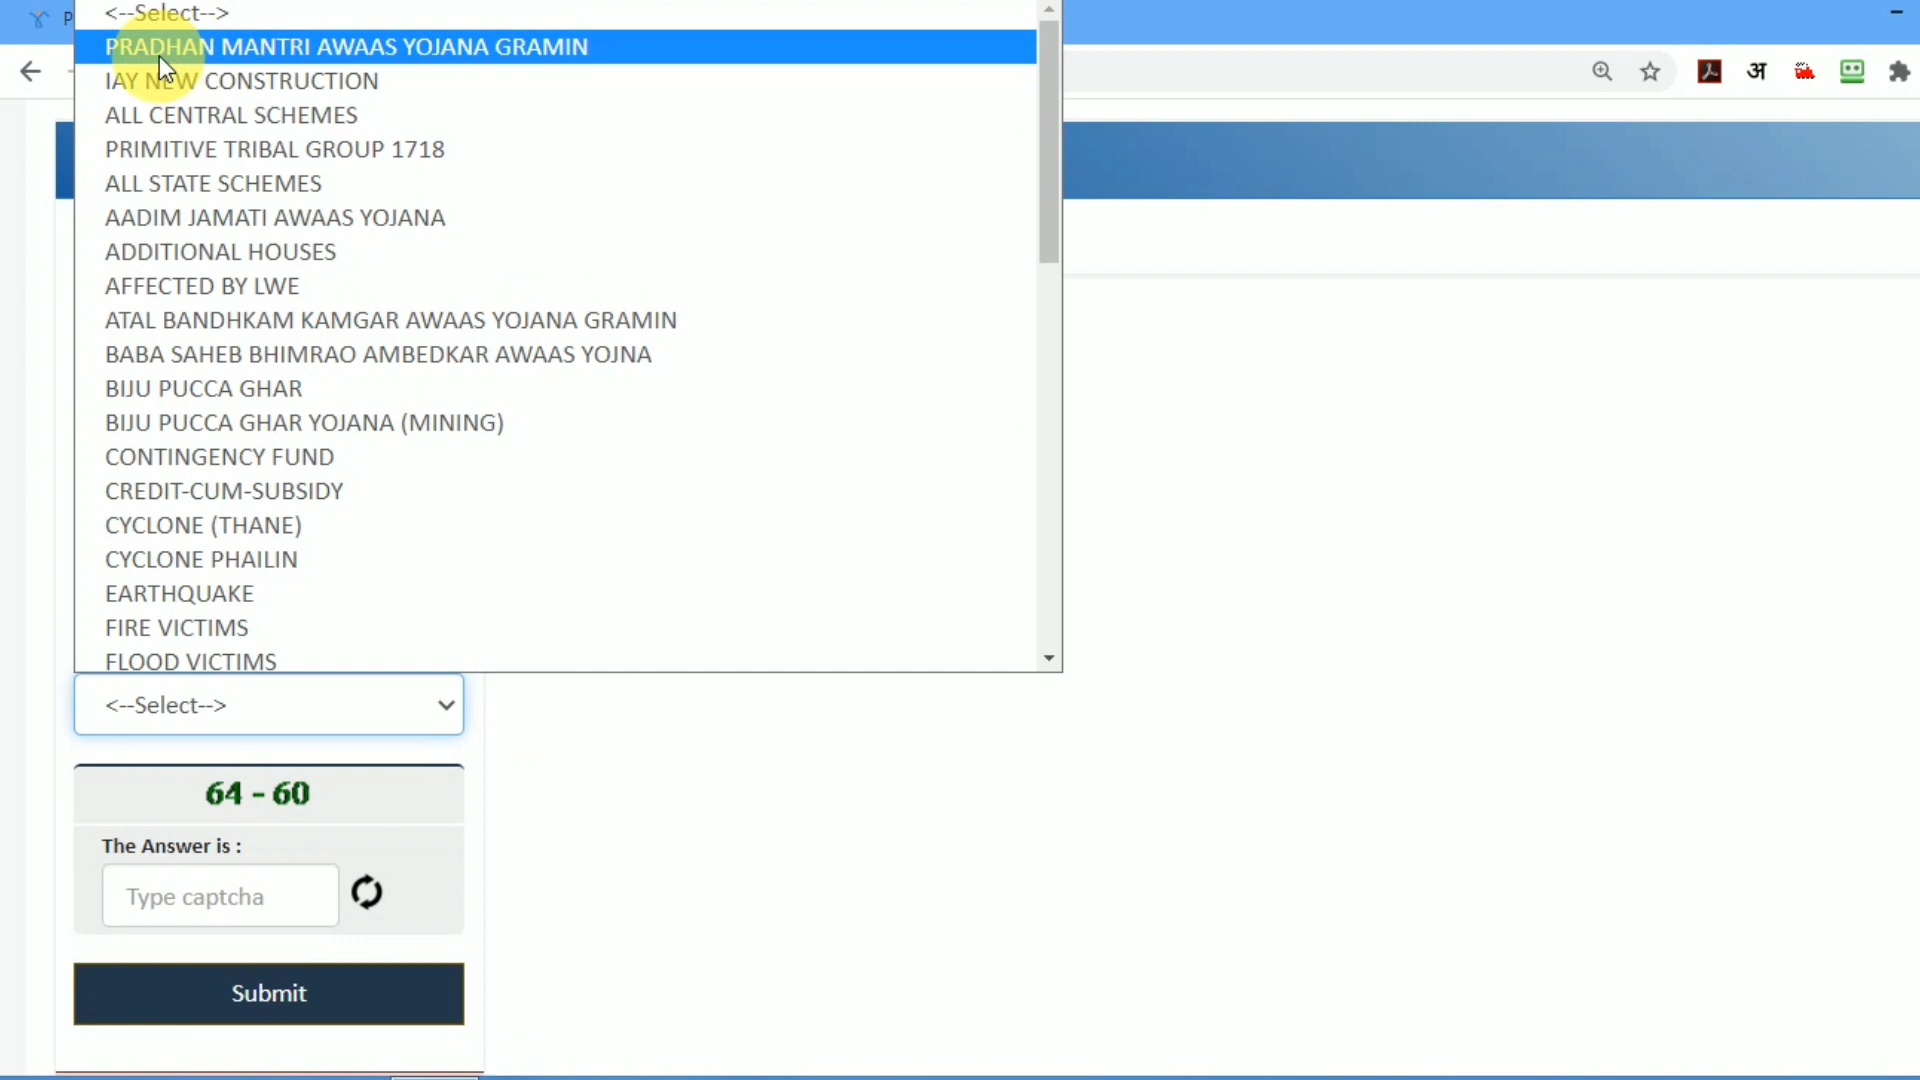 P
<--Select-->
PRADHAN MANTRI AWAAS YOJANA GRAMIN
IAY NEW CONSTRUCTION
ALL CENTRAL SCHEMES
PRIMITIVE TRIBAL GROUP 1718
ALL STATE SCHEMES
AADIM JAMATI AWAAS YOJANA
ADDITIONAL HOUSES
AFFECTED BY LWE
ATAL BANDHKAM KAMGAR AWAAS YOJANA GRAMIN
BABA SAHEB BHIMRAO AMBEDKAR AWAAS YOJNA
BIJU PUCCA GHAR
BIJU PUCCA GHAR YOJANA (MINING)
CONTINGENCY FUND
CREDIT-CUM-SUBSIDY
CYCLONE (THANE)
CYCLONE PHAILIN
EARTHQUAKE
FIRE VICTIMS
FLOOD VICTIMS
अ
<--Select-->
64 - 60
The Answer is :
Type captcha
Submit